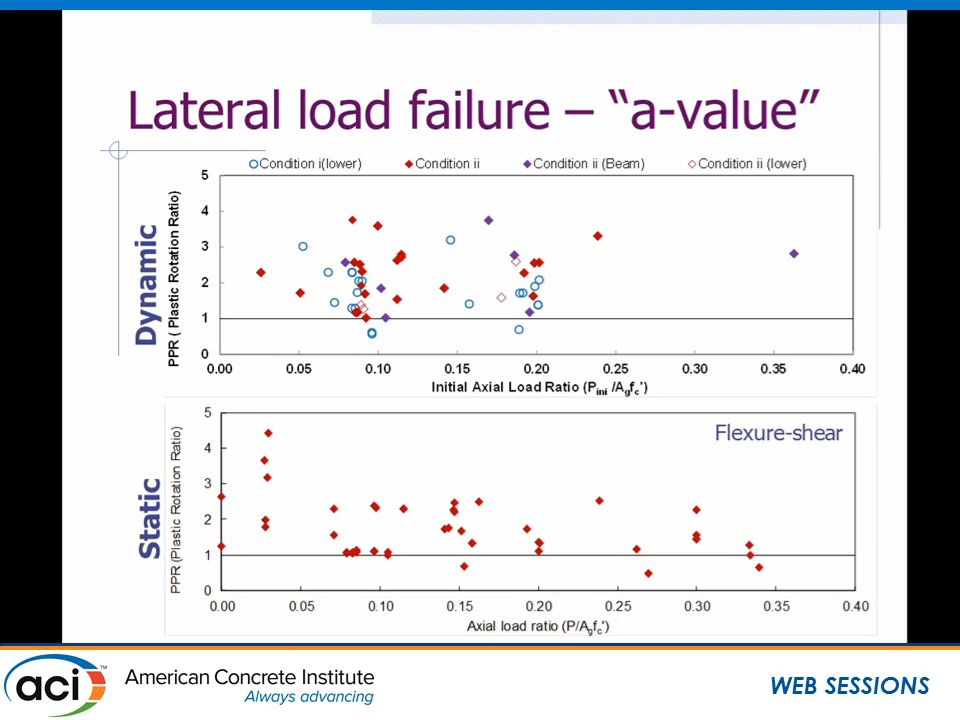 Lateral load failure – “a-value”
Condition i(lower)
Condition ii
Condition ii (Beam)
Condition ii (lower)
Dynamic
PPR ( Plastic Rotation Ratio)
5
4
3
2
1
0
0.00 0.05 0.10 0.15 0.20 0.25 0.30 0.35 0.40
Initial Axial Load Ratio (Pini /Agfc')
Flexure-shear
Static
PPR (Plastic Rotation Ratio)
5
4
3
2
1
0
0.00 0.05 0.10 0.15 0.20 0.25 0.30 0.35 0.40
Axial load ratio (P/Agfc')
aci™
American Concrete Institute
Always advancing
WEB SESSIONS